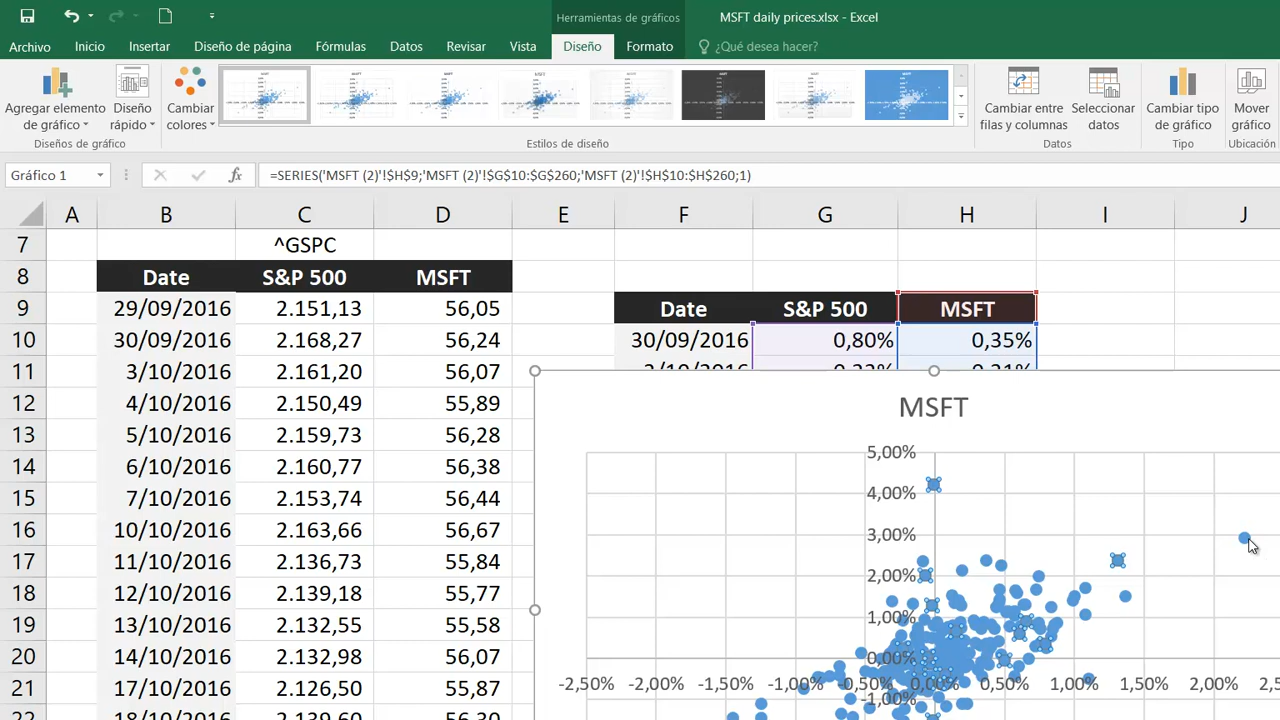 Herramientas de gráficos MSFT daily prices.xlsx - Excel
Archivo Inicio Insertar Diseño de página Fórmulas Datos Revisar Vista Diseño Formato ¿Qué desea hacer?
Agregar elemento de gráfico Diseño rápido Cambiar colores Cambiar entre filas y columnas Seleccionar datos Cambiar tipo de gráfico Mover gráfico
Diseños de gráfico Estilos de diseño Datos Tipo Ubicación
Gráfico 1 fx =SERIES('MSFT (2)'!$H$9;'MSFT (2)'!$G$10:$G$260;'MSFT (2)'!$H$10:$H$260;1)
A B C D E F G H I J
7 ^GSPC
8 Date S&P 500 MSFT
9 29/09/2016 2.151,13 56,05 Date S&P 500 MSFT
10 30/09/2016 2.168,27 56,24 30/09/2016 0,80% 0,35%
11 3/10/2016 2.161,20 56,07
12 4/10/2016 2.150,49 55,89
13 5/10/2016 2.159,73 56,28
14 6/10/2016 2.160,77 56,38
15 7/10/2016 2.153,74 56,44
16 10/10/2016 2.163,66 56,67
17 11/10/2016 2.136,73 55,84
18 12/10/2016 2.139,18 55,77
19 13/10/2016 2.132,55 55,58
20 14/10/2016 2.132,98 56,07
21 17/10/2016 2.126,50 55,87
22 18/10/2016 2.139,60 56,30
MSFT
5,00%
4,00%
3,00%
2,00%
1,00%
0,00%
-2,50% -2,00% -1,50% -1,00% -0,50% 0,00% 0,50% 1,00% 1,50% 2,00%
-1,00%